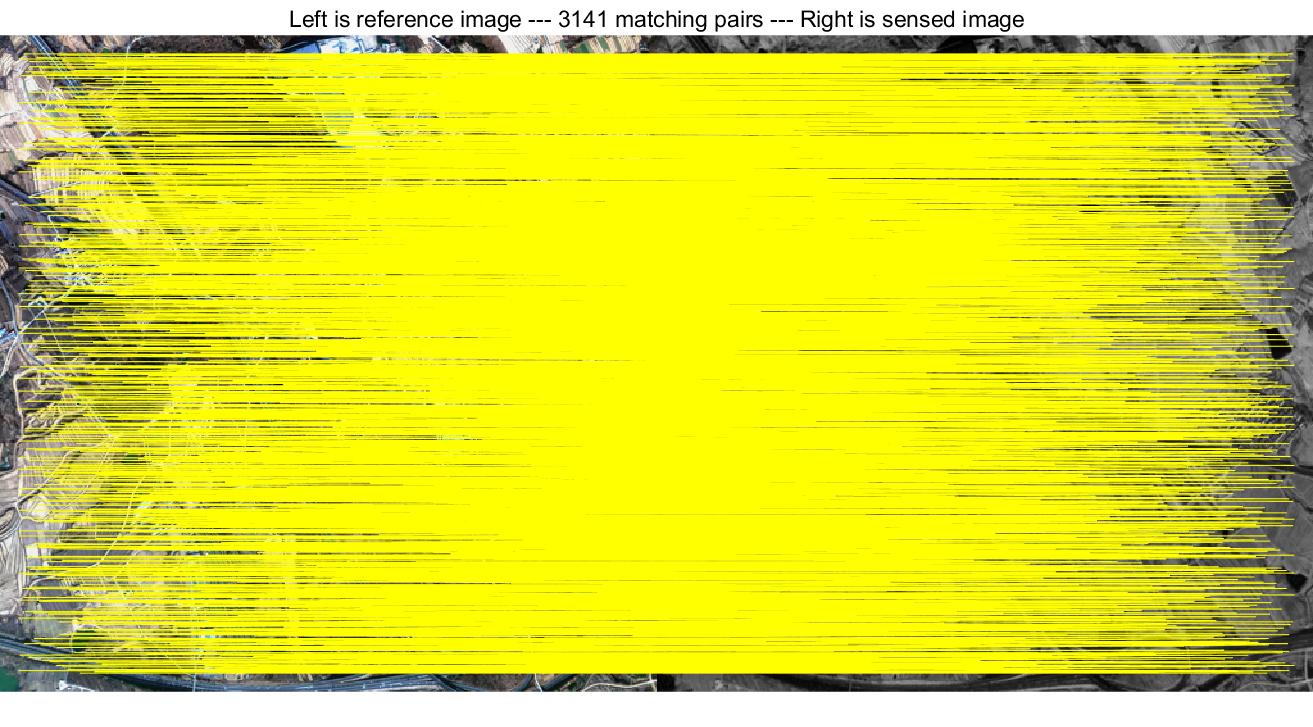 Left is reference image --- 3141 matching pairs --- Right is sensed image